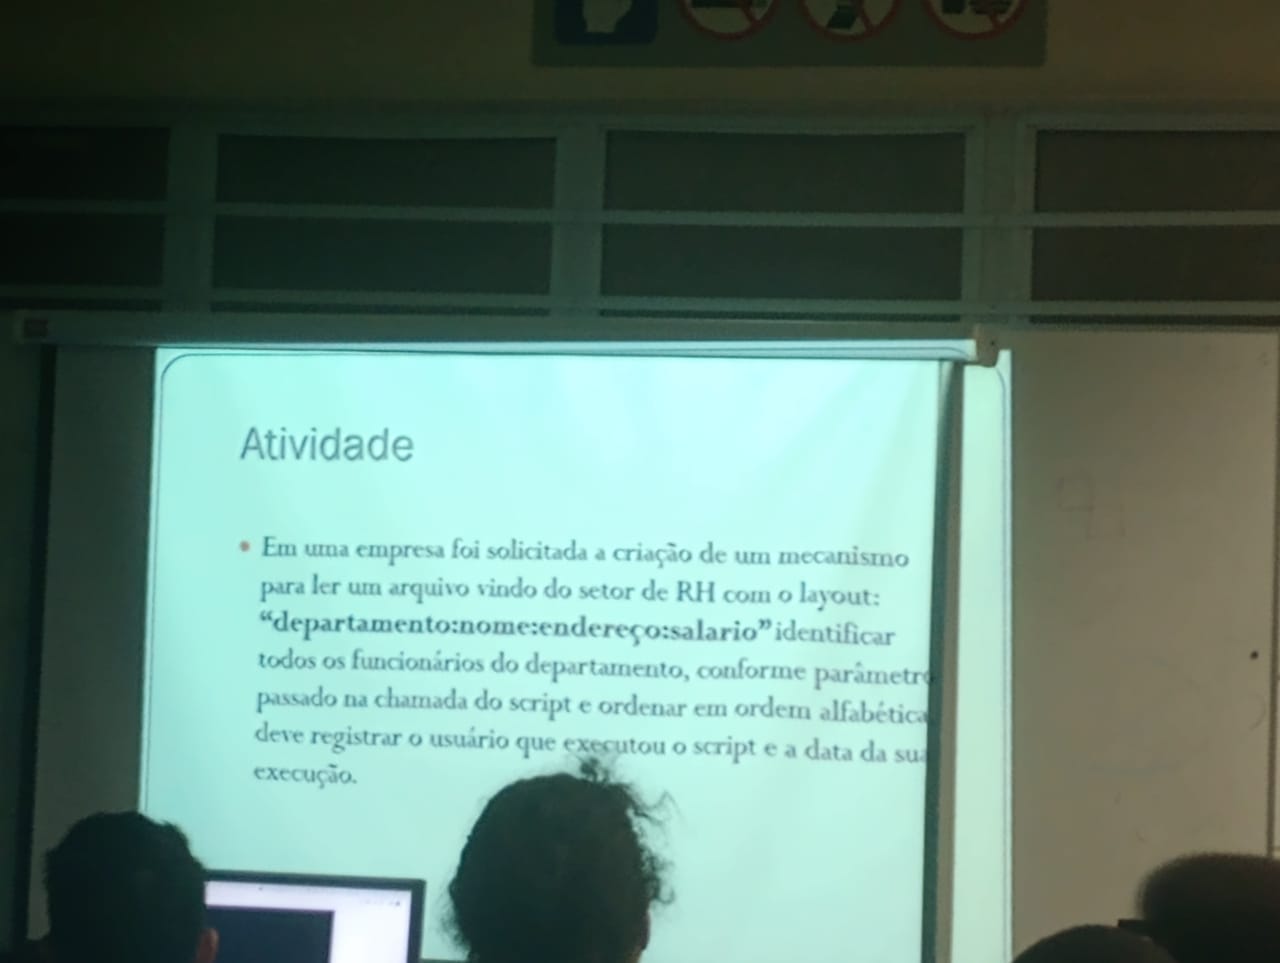 Atividade
• Em uma empresa foi solicitada a criação de um mecanismo
para ler um arquivo vindo do setor de RH com o layout:
“departamento:nome:endereço:salario” identificar
todos os funcionários do departamento, conforme parâmetro
passado na chamada do script e ordenar em ordem alfabética
deve registrar o usuário que executou o script e a data da sua
execução.